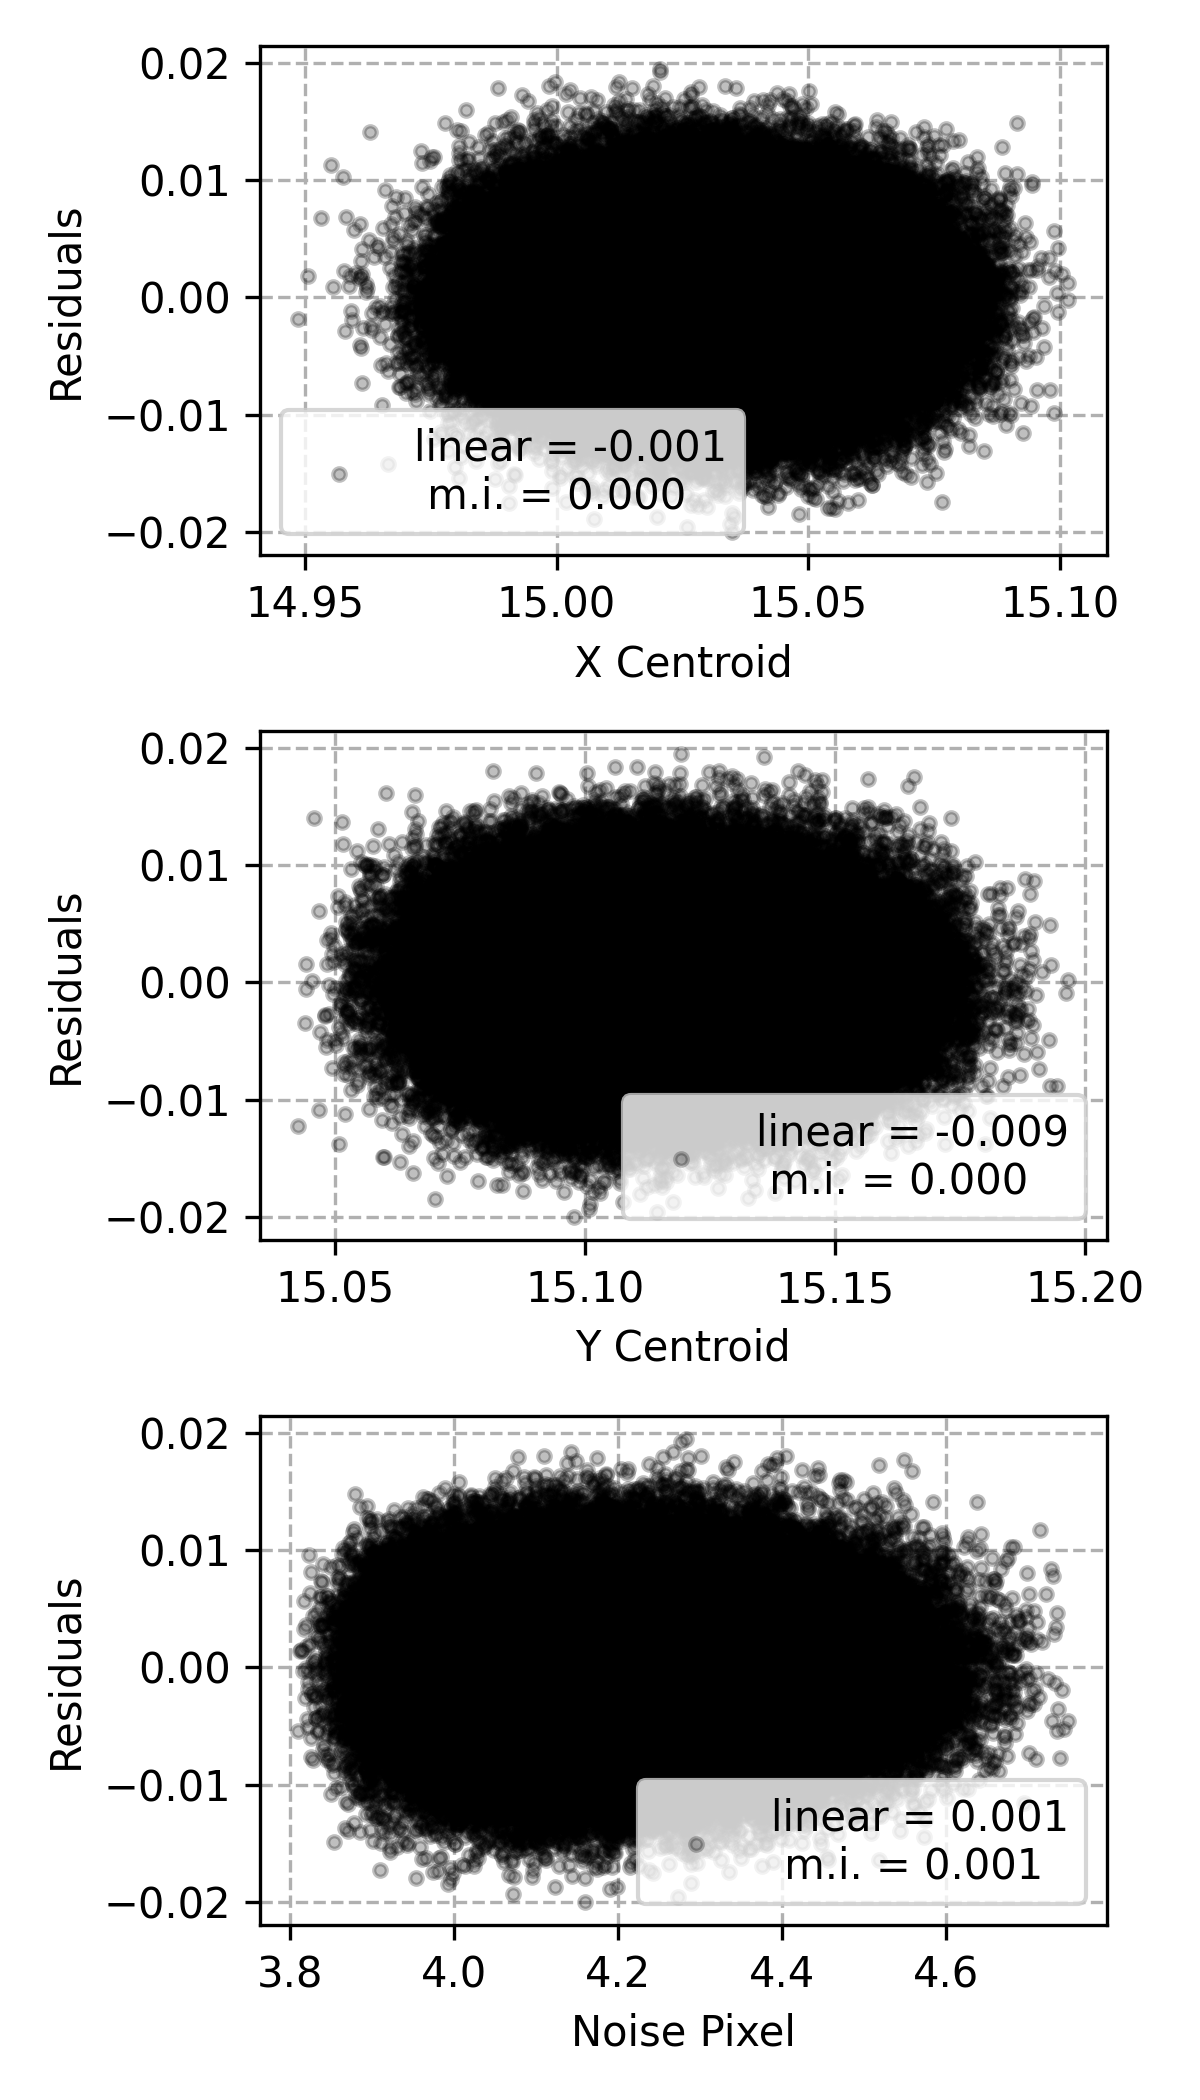 0.02
0.01
0.00
−0.01
−0.02
Residuals
linear = -0.001
m.i. = 0.000
14.95 15.00 15.05 15.10
X Centroid
0.02
0.01
0.00
−0.01
−0.02
Residuals
linear = -0.009
m.i. = 0.000
15.05 15.10 15.15 15.20
Y Centroid
0.02
0.01
0.00
−0.01
−0.02
Residuals
linear = 0.001
m.i. = 0.001
3.8 4.0 4.2 4.4 4.6
Noise Pixel